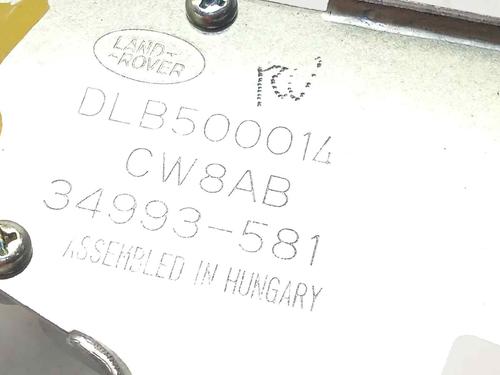 LAND-
-ROVER
DLB500014
CW8AB
34993-581
ASSEMBLED IN HUNGARY